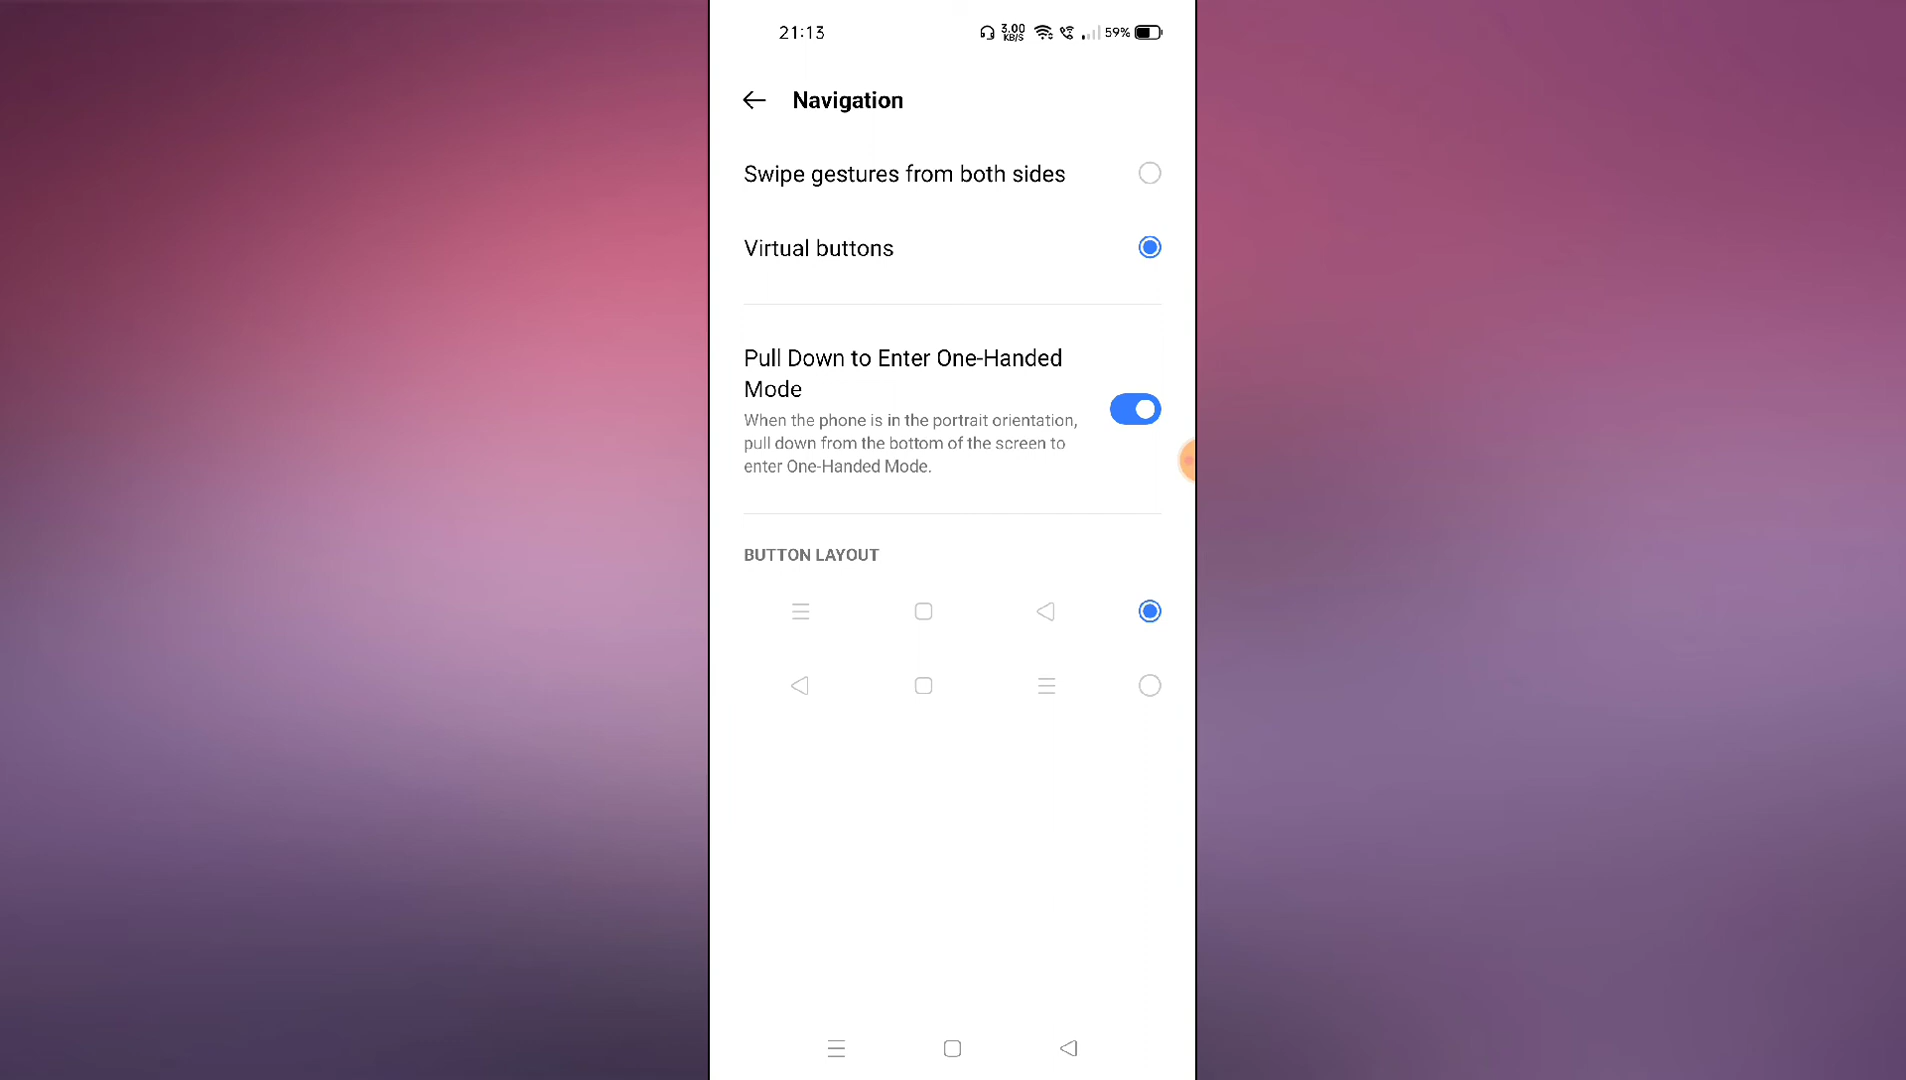 21:13
3.00
KB/S
59%
Navigation
Swipe gestures from both sides
Virtual buttons
Pull Down to Enter One-Handed
Mode
When the phone is in the portrait orientation,
pull down from the bottom of the screen to
enter One-Handed Mode.
BUTTON LAYOUT